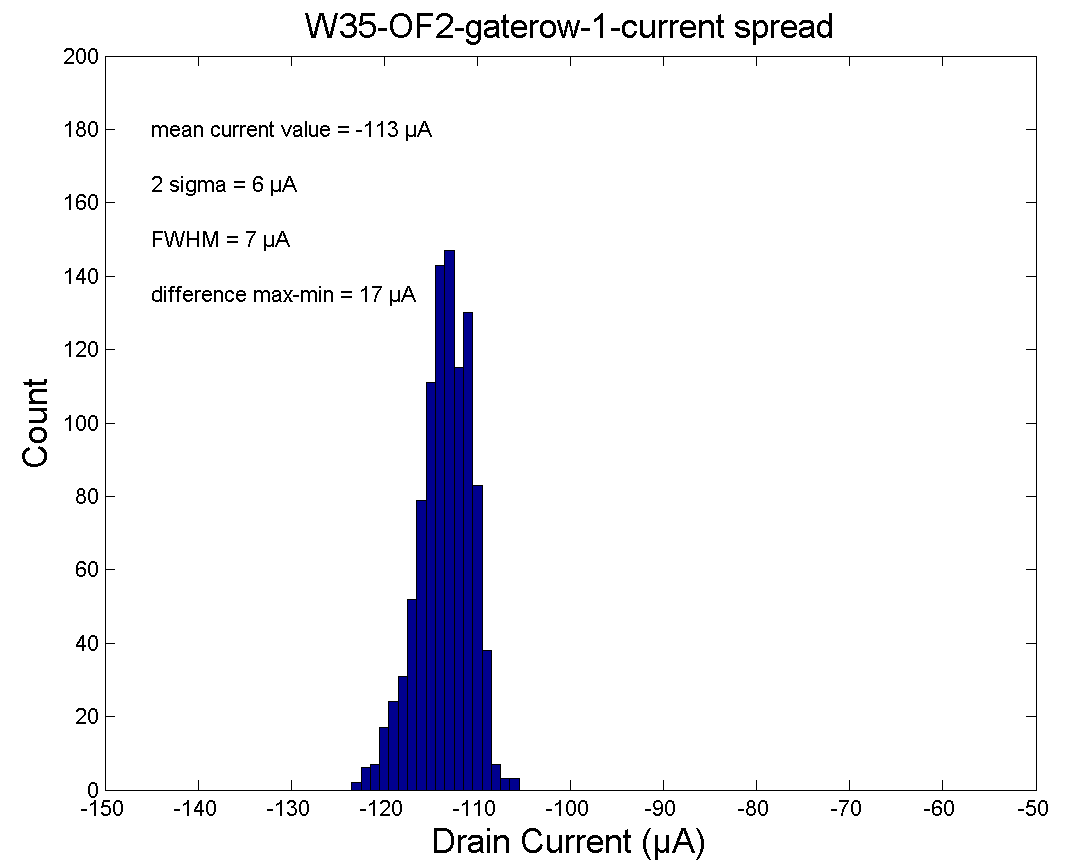 W35-OF2-gaterow-1-current spread
200
180
160
140
120
100
80
60
40
20
0
mean current value = -113 µA
2 sigma = 6 µA
FWHM = 7 µA
difference max-min = 17 µA
Count
-150 -140 -130 -120 -110 -100 -90 -80 -70 -60 -50
Drain Current (µA)